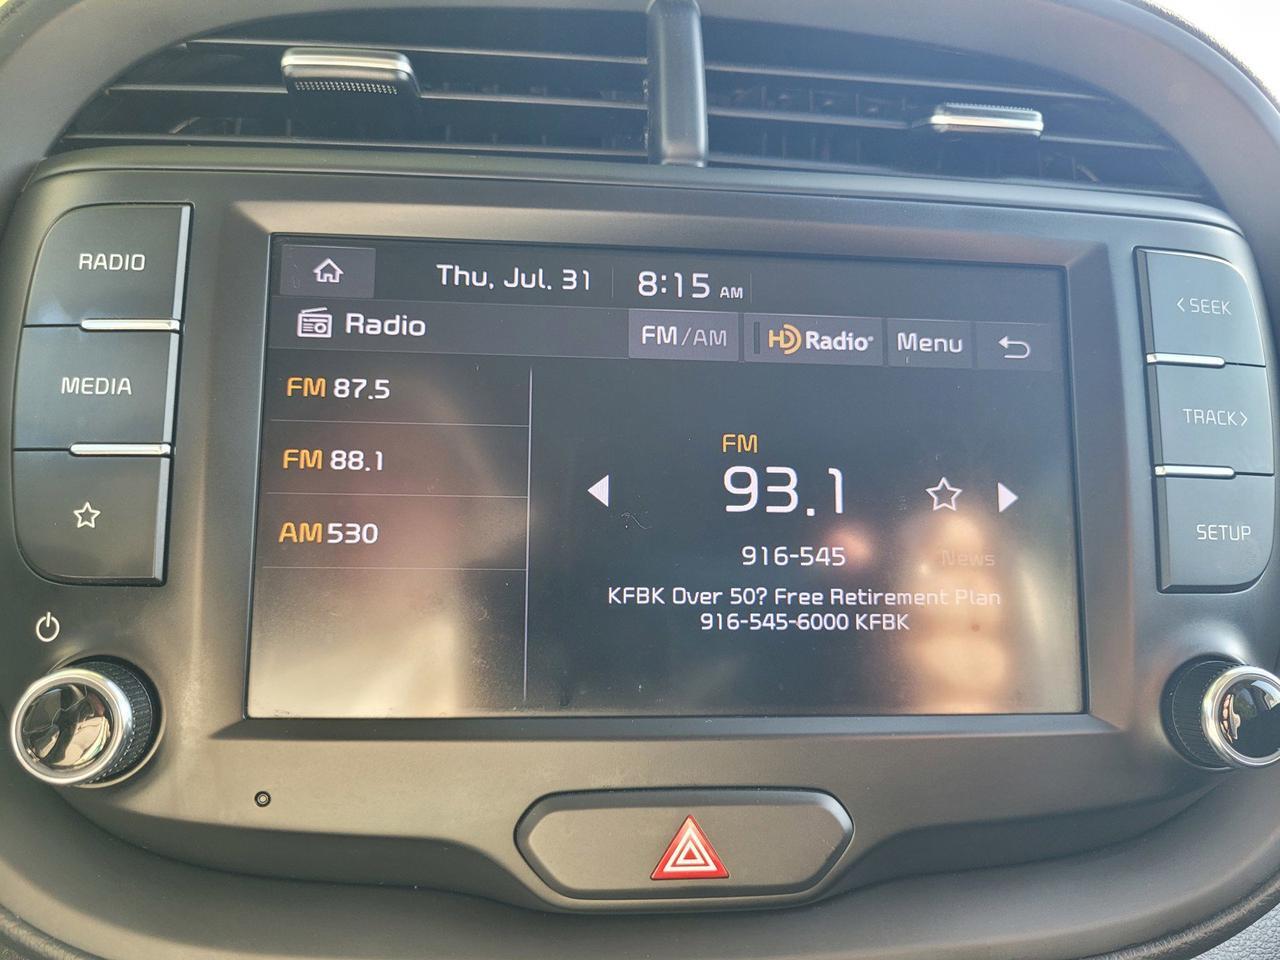 RADIO
MEDIA
Thu, Jul. 31
8:15 AM
Radio
FM/AM
HD Radio®
Menu
FM 87.5
FM 88.1
AM 530
FM
93.1
916-545
News
KFBK Over 50? Free Retirement Plan
916-545-6000 KFBK
< SEEK
TRACK >
SETUP